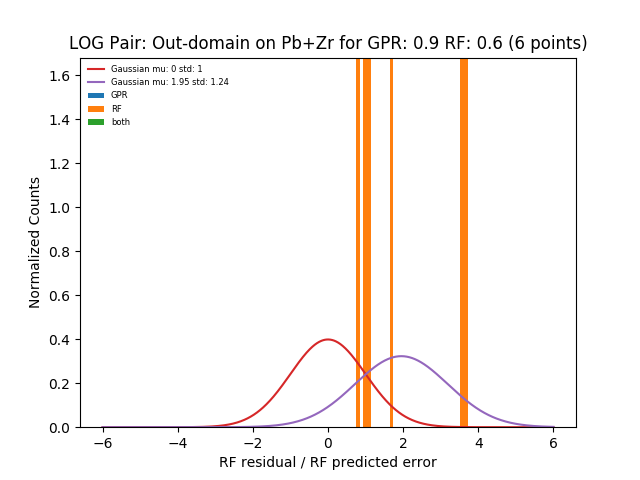 LOG Pair: Out-domain on Pb+Zr for GPR: 0.9 RF: 0.6 (6 points)
Gaussian mu: 0 std: 1
Gaussian mu: 1.95 std: 1.24
GPR
RF
both
Normalized Counts
1.6
1.4
1.2
1.0
0.8
0.6
0.4
0.2
0.0
−6 −4 −2 0 2 4 6
RF residual / RF predicted error